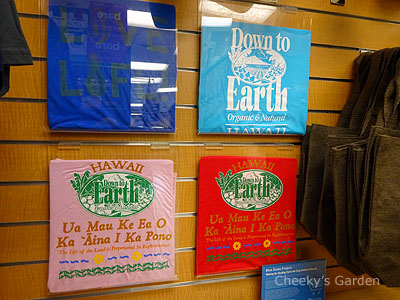 LOVE
LIFE
Down to
Earth
Organic & Natural
HAWAII
HAWAII
Down to
Earth
Ua Mau Ke Ea O
Ka 'Āina I Ka Pono
The Life of the Land is Perpetuated In Righteousness
HAWAII
Down to
Earth
Ua Mau Ke Ea O
Ka 'Āina I Ka Pono
The Life of the Land is Perpetuated In Righteousness
Cheeky's Garden